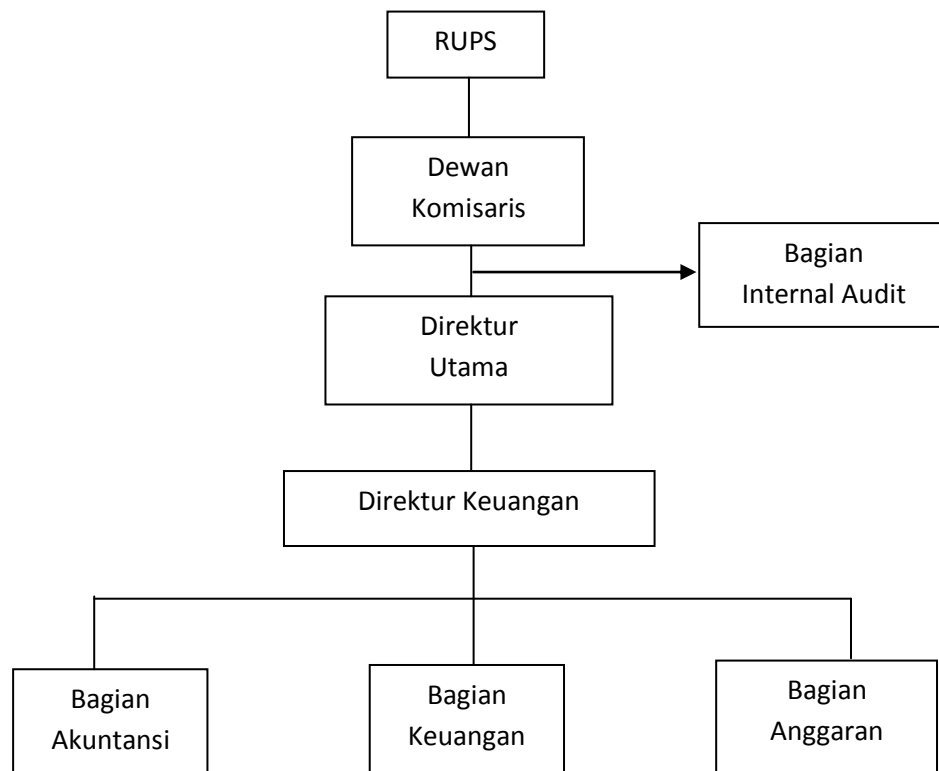 RUPS
Dewan
Komisaris
Bagian
Internal Audit
Direktur
Utama
Direktur Keuangan
Bagian
Akuntansi
Bagian
Keuangan
Bagian
Anggaran